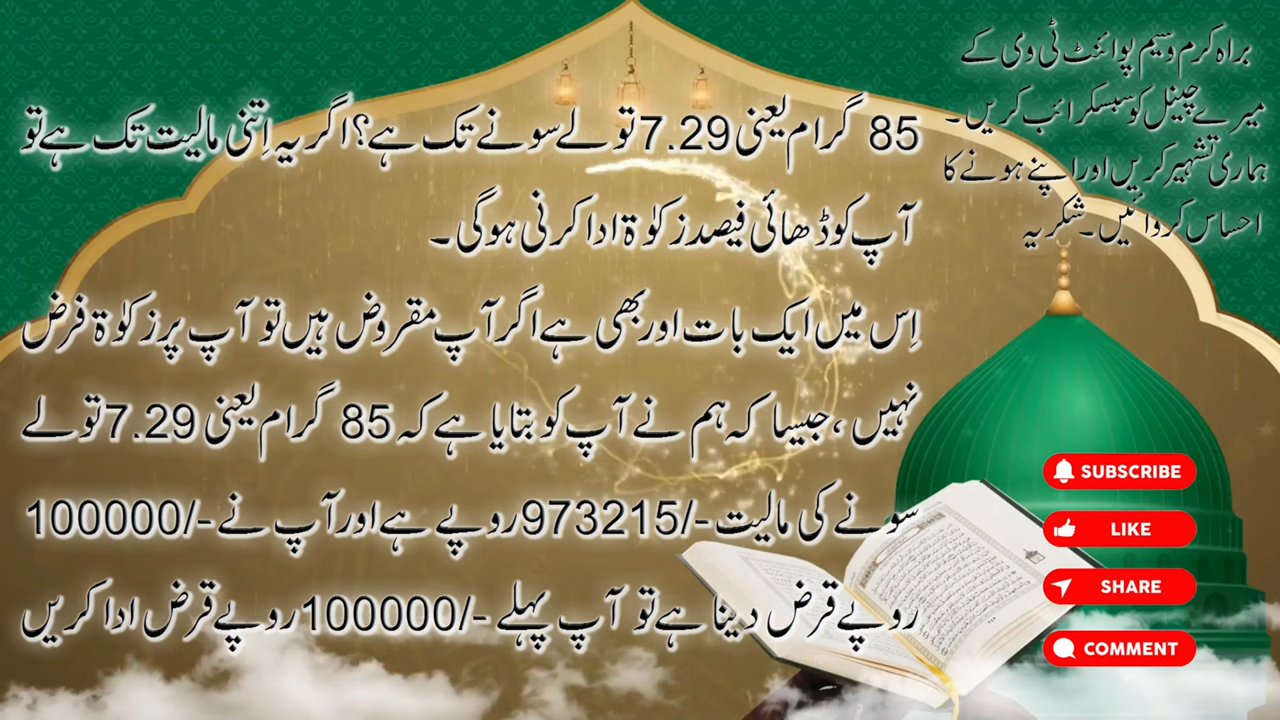 براہ کرم وسیم پوائنٹ ٹی وی کے
میرے چینل کو سبسکرائب کریں۔
ہماری تشہیر کریں اور اپنے ہونے کا
احساس کروائیں۔ شکریہ
85 گرام یعنی 7.29 تولے سونے تک ہے؟ اگر یہ اِتنی مالیت تک ہے تو
آپ کو ڈھائی فیصد زکوٰۃ ادا کرنی ہوگی۔
اِس میں ایک بات اور بھی ہے اگر آپ مقروض ہیں تو آپ پر زکوٰۃ فرض
نہیں، جیسا کہ ہم نے آپ کو بتایا ہے کہ 85 گرام یعنی 7.29 تولے
سونے کی مالیت -/973215 روپے ہے اور آپ نے -/100000
روپے قرض دینا ہے تو آپ پہلے -/100000 روپے قرض ادا کریں
SUBSCRIBE
LIKE
SHARE
COMMENT